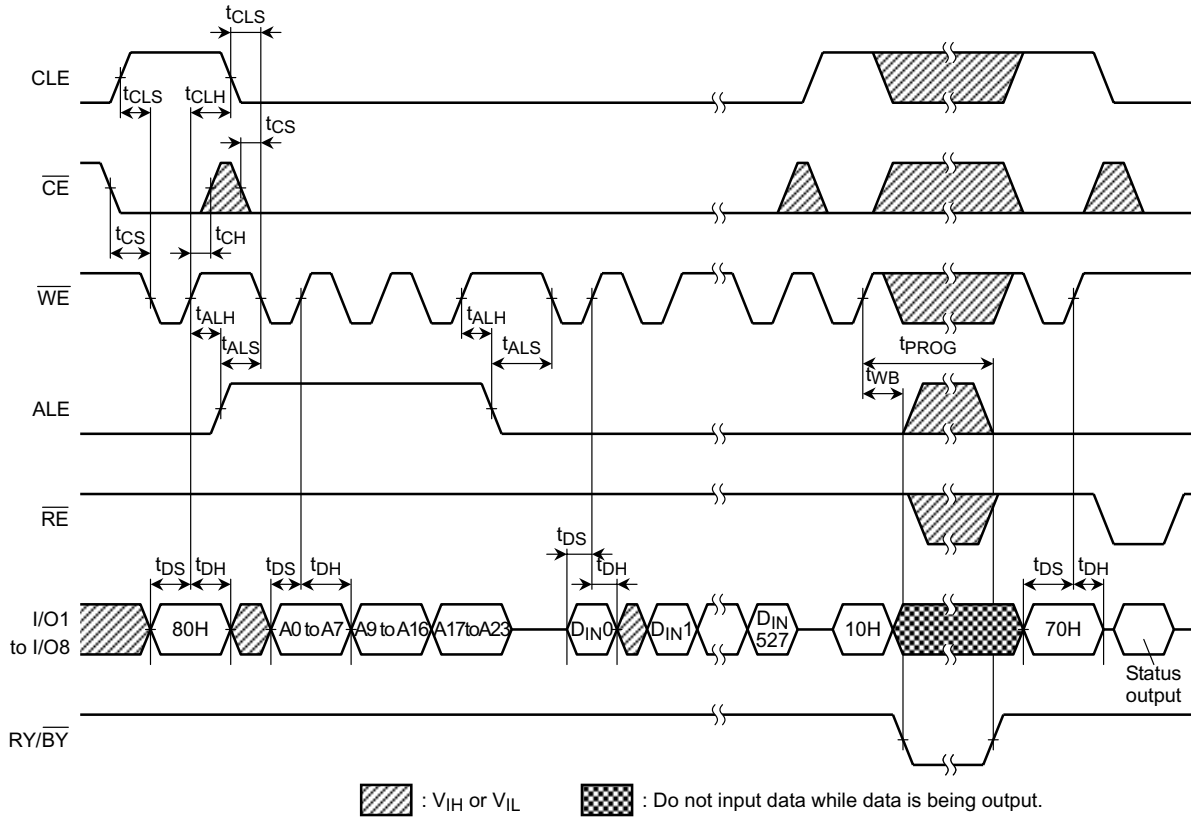 tCLS
CLE
tCLS
tCLH
tCS
CE
tCS
tCH
WE
tALH
tALS
tALH
tALS
tPROG
tWB
ALE
RE
tDS
tDH
tDS
tDH
tDS
tDH
tDS
tDH
I/O1
to I/O8
80H
A0 to A7
A9 to A16
A17 to A23
DIN0
DIN1
DIN
527
10H
70H
Status
output
RY/BY
: VIH or VIL
: Do not input data while data is being output.